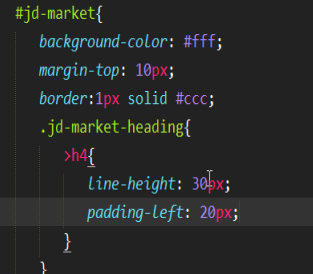 #jd-market{
background-color: #fff;
margin-top: 10px;
border:1px solid #ccc;
.jd-market-heading{
>h4{
line-height: 30px;
padding-left: 20px;
}
}